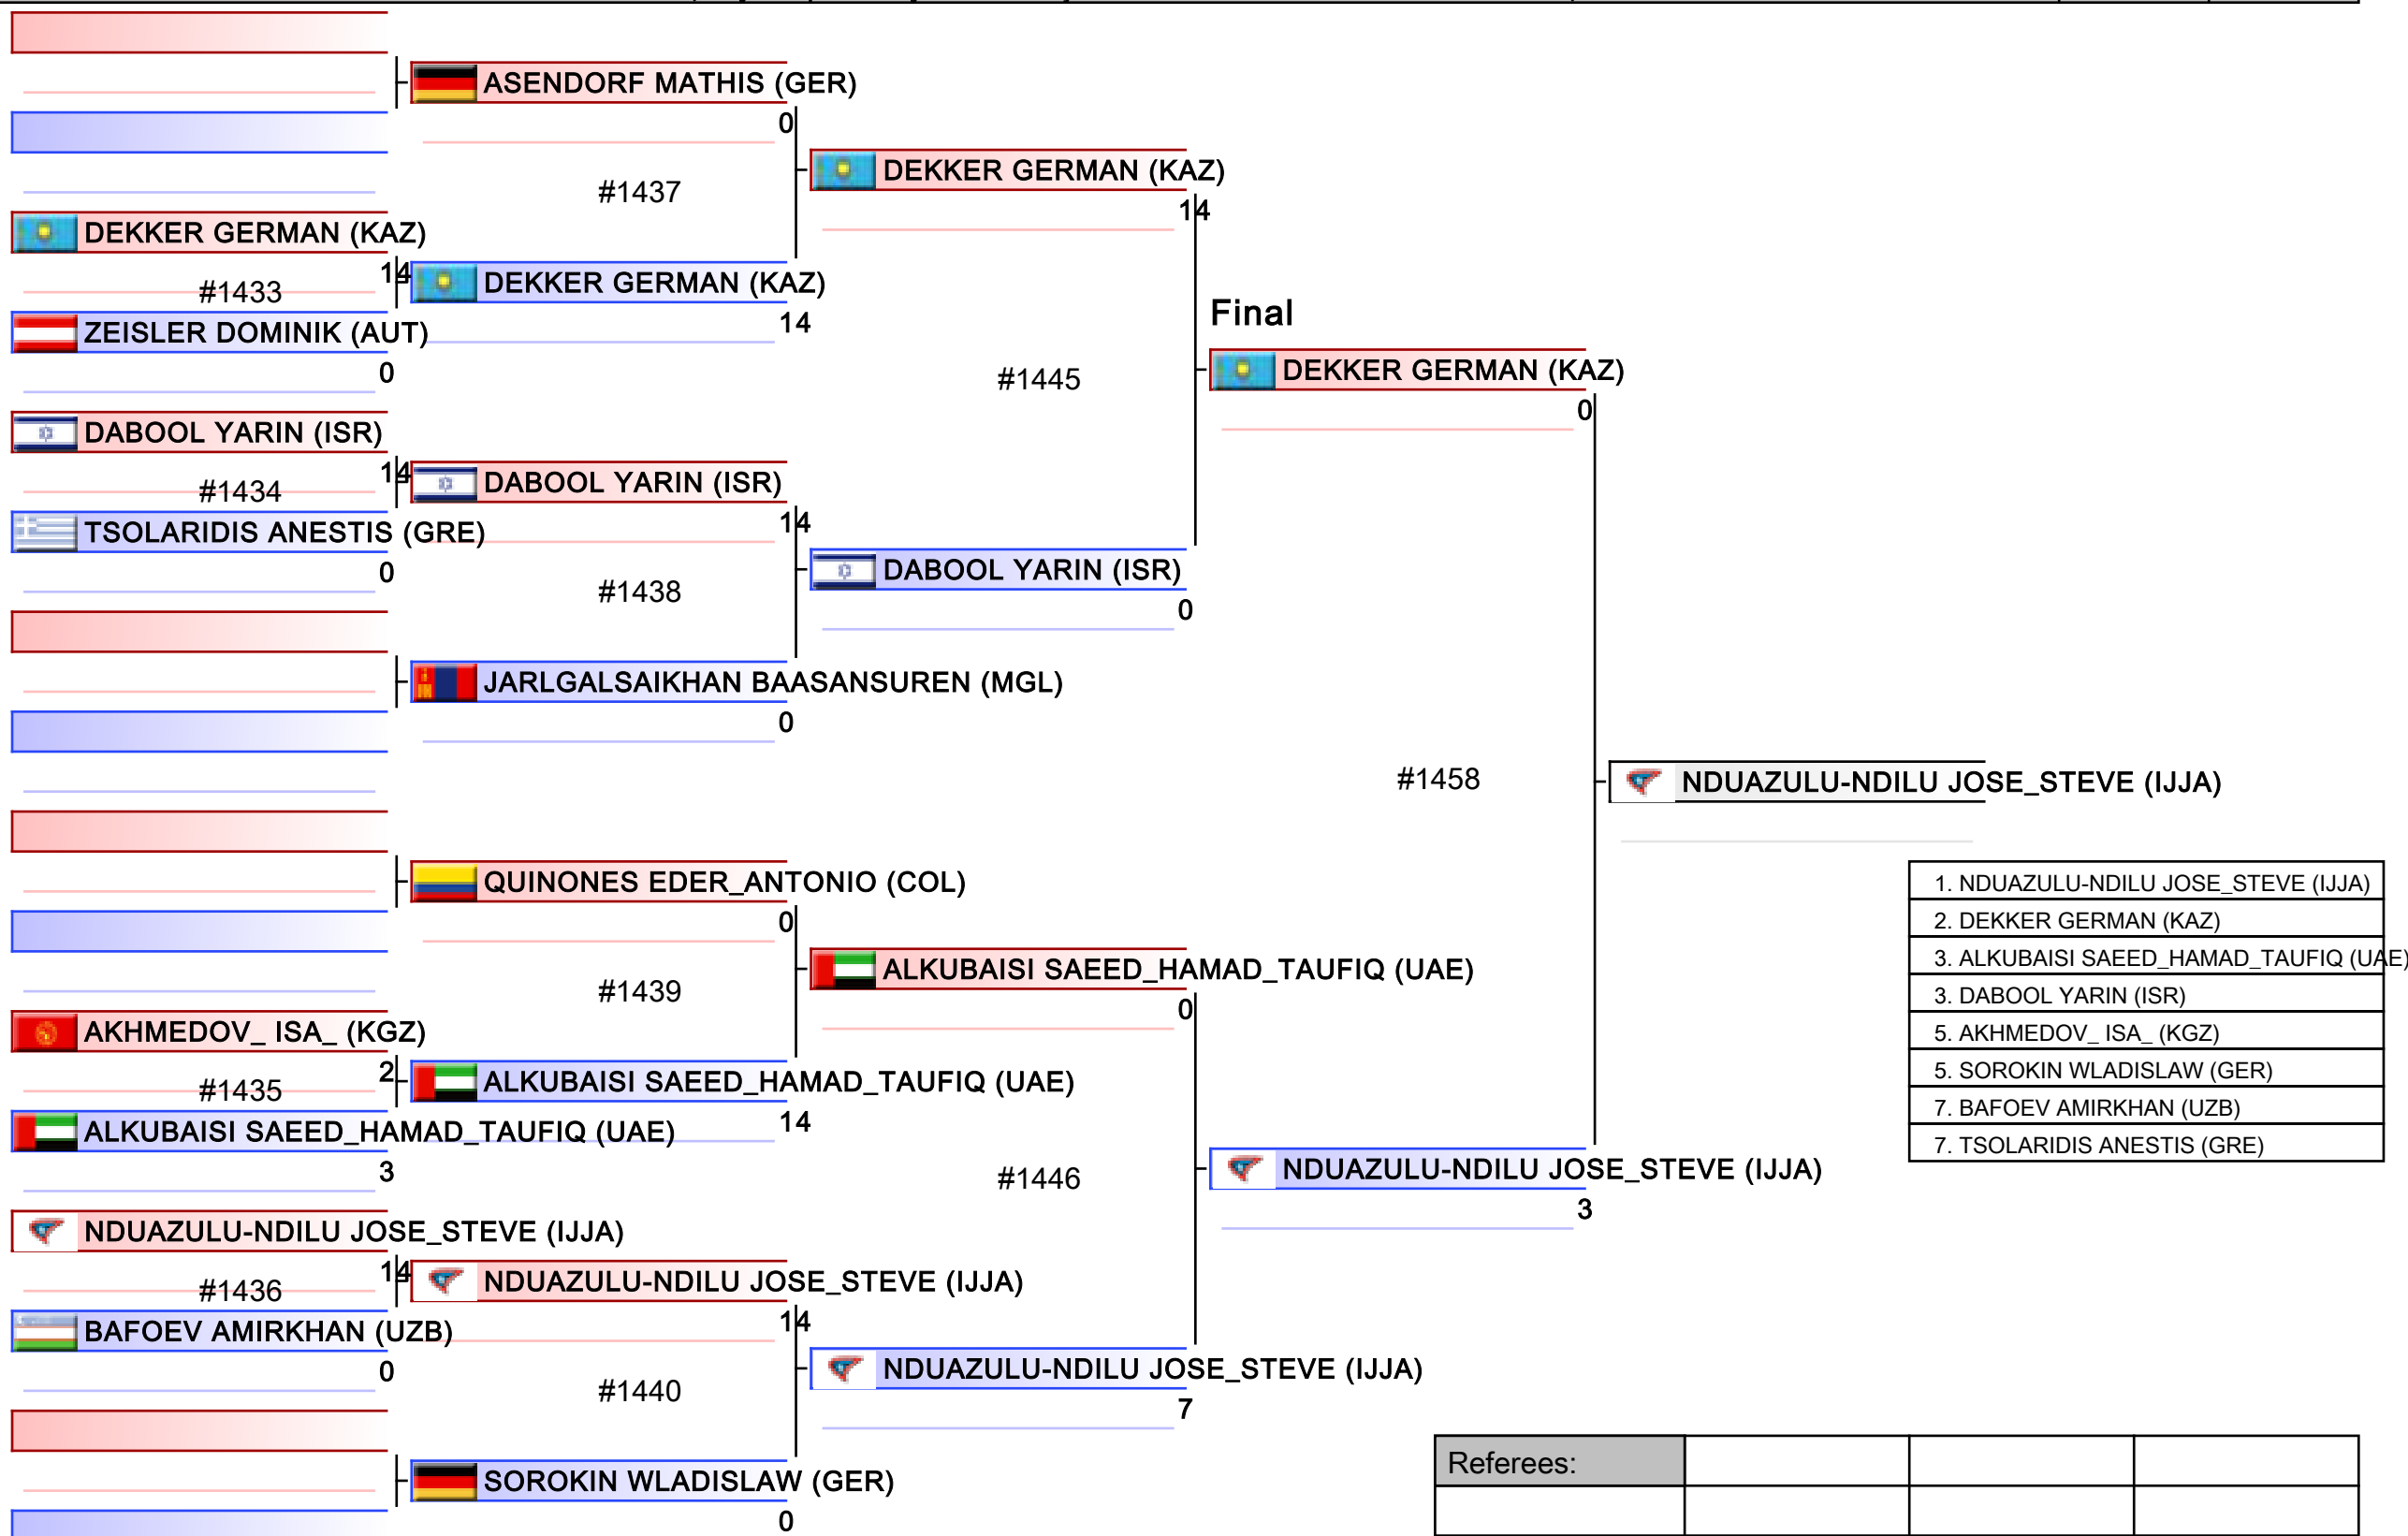 ASENDORF MATHIS (GER)
0
#1437
DEKKER GERMAN (KAZ)
14
DEKKER GERMAN (KAZ)
14
#1433
DEKKER GERMAN (KAZ)
14
ZEISLER DOMINIK (AUT)
0
Final
#1445
DEKKER GERMAN (KAZ)
0
DABOOL YARIN (ISR)
14
#1434
DABOOL YARIN (ISR)
14
TSOLARIDIS ANESTIS (GRE)
0
#1438
DABOOL YARIN (ISR)
0
JARLGALSAIKHAN BAASANSUREN (MGL)
0
#1458
NDUAZULU-NDILU JOSE_STEVE (IJJA)
QUINONES EDER_ANTONIO (COL)
0
#1439
ALKUBAISI SAEED_HAMAD_TAUFIQ (UAE)
0
AKHMEDOV_ ISA_ (KGZ)
2
#1435
ALKUBAISI SAEED_HAMAD_TAUFIQ (UAE)
14
ALKUBAISI SAEED_HAMAD_TAUFIQ (UAE)
3
#1446
NDUAZULU-NDILU JOSE_STEVE (IJJA)
3
NDUAZULU-NDILU JOSE_STEVE (IJJA)
14
#1436
NDUAZULU-NDILU JOSE_STEVE (IJJA)
14
BAFOEV AMIRKHAN (UZB)
0
#1440
NDUAZULU-NDILU JOSE_STEVE (IJJA)
7
SOROKIN WLADISLAW (GER)
0
1. NDUAZULU-NDILU JOSE_STEVE (IJJA)
2. DEKKER GERMAN (KAZ)
3. ALKUBAISI SAEED_HAMAD_TAUFIQ (UAE)
3. DABOOL YARIN (ISR)
5. AKHMEDOV_ ISA_ (KGZ)
5. SOROKIN WLADISLAW (GER)
7. BAFOEV AMIRKHAN (UZB)
7. TSOLARIDIS ANESTIS (GRE)
Referees: